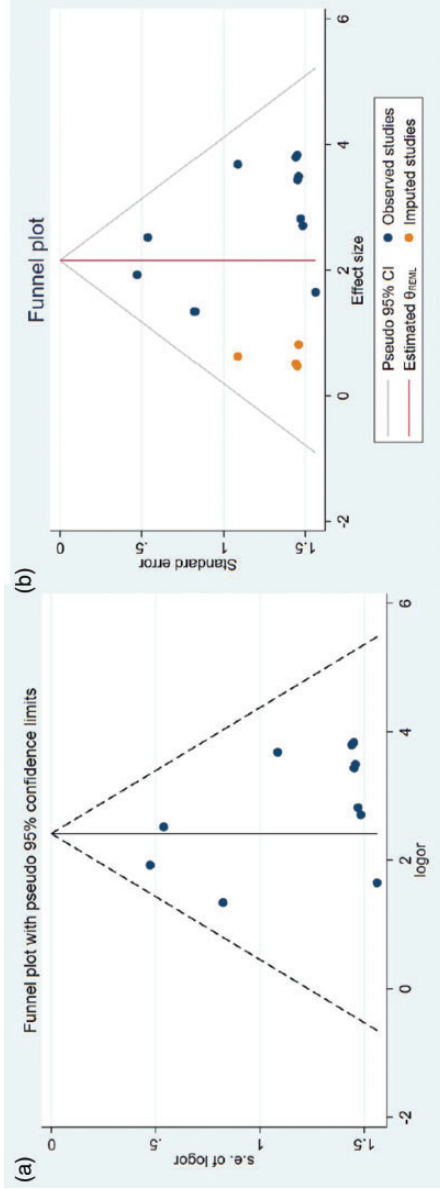 (a)
Funnel plot with pseudo 95% confidence limits
0
.5
1
1.5
s.e. of logor
-2
0
2
4
6
logor
(b)
Funnel plot
0
.5
1
1.5
Standard error
-2
0
2
4
6
Effect size
Pseudo 95% CI
Observed studies
Estimated θREML
Imputed studies